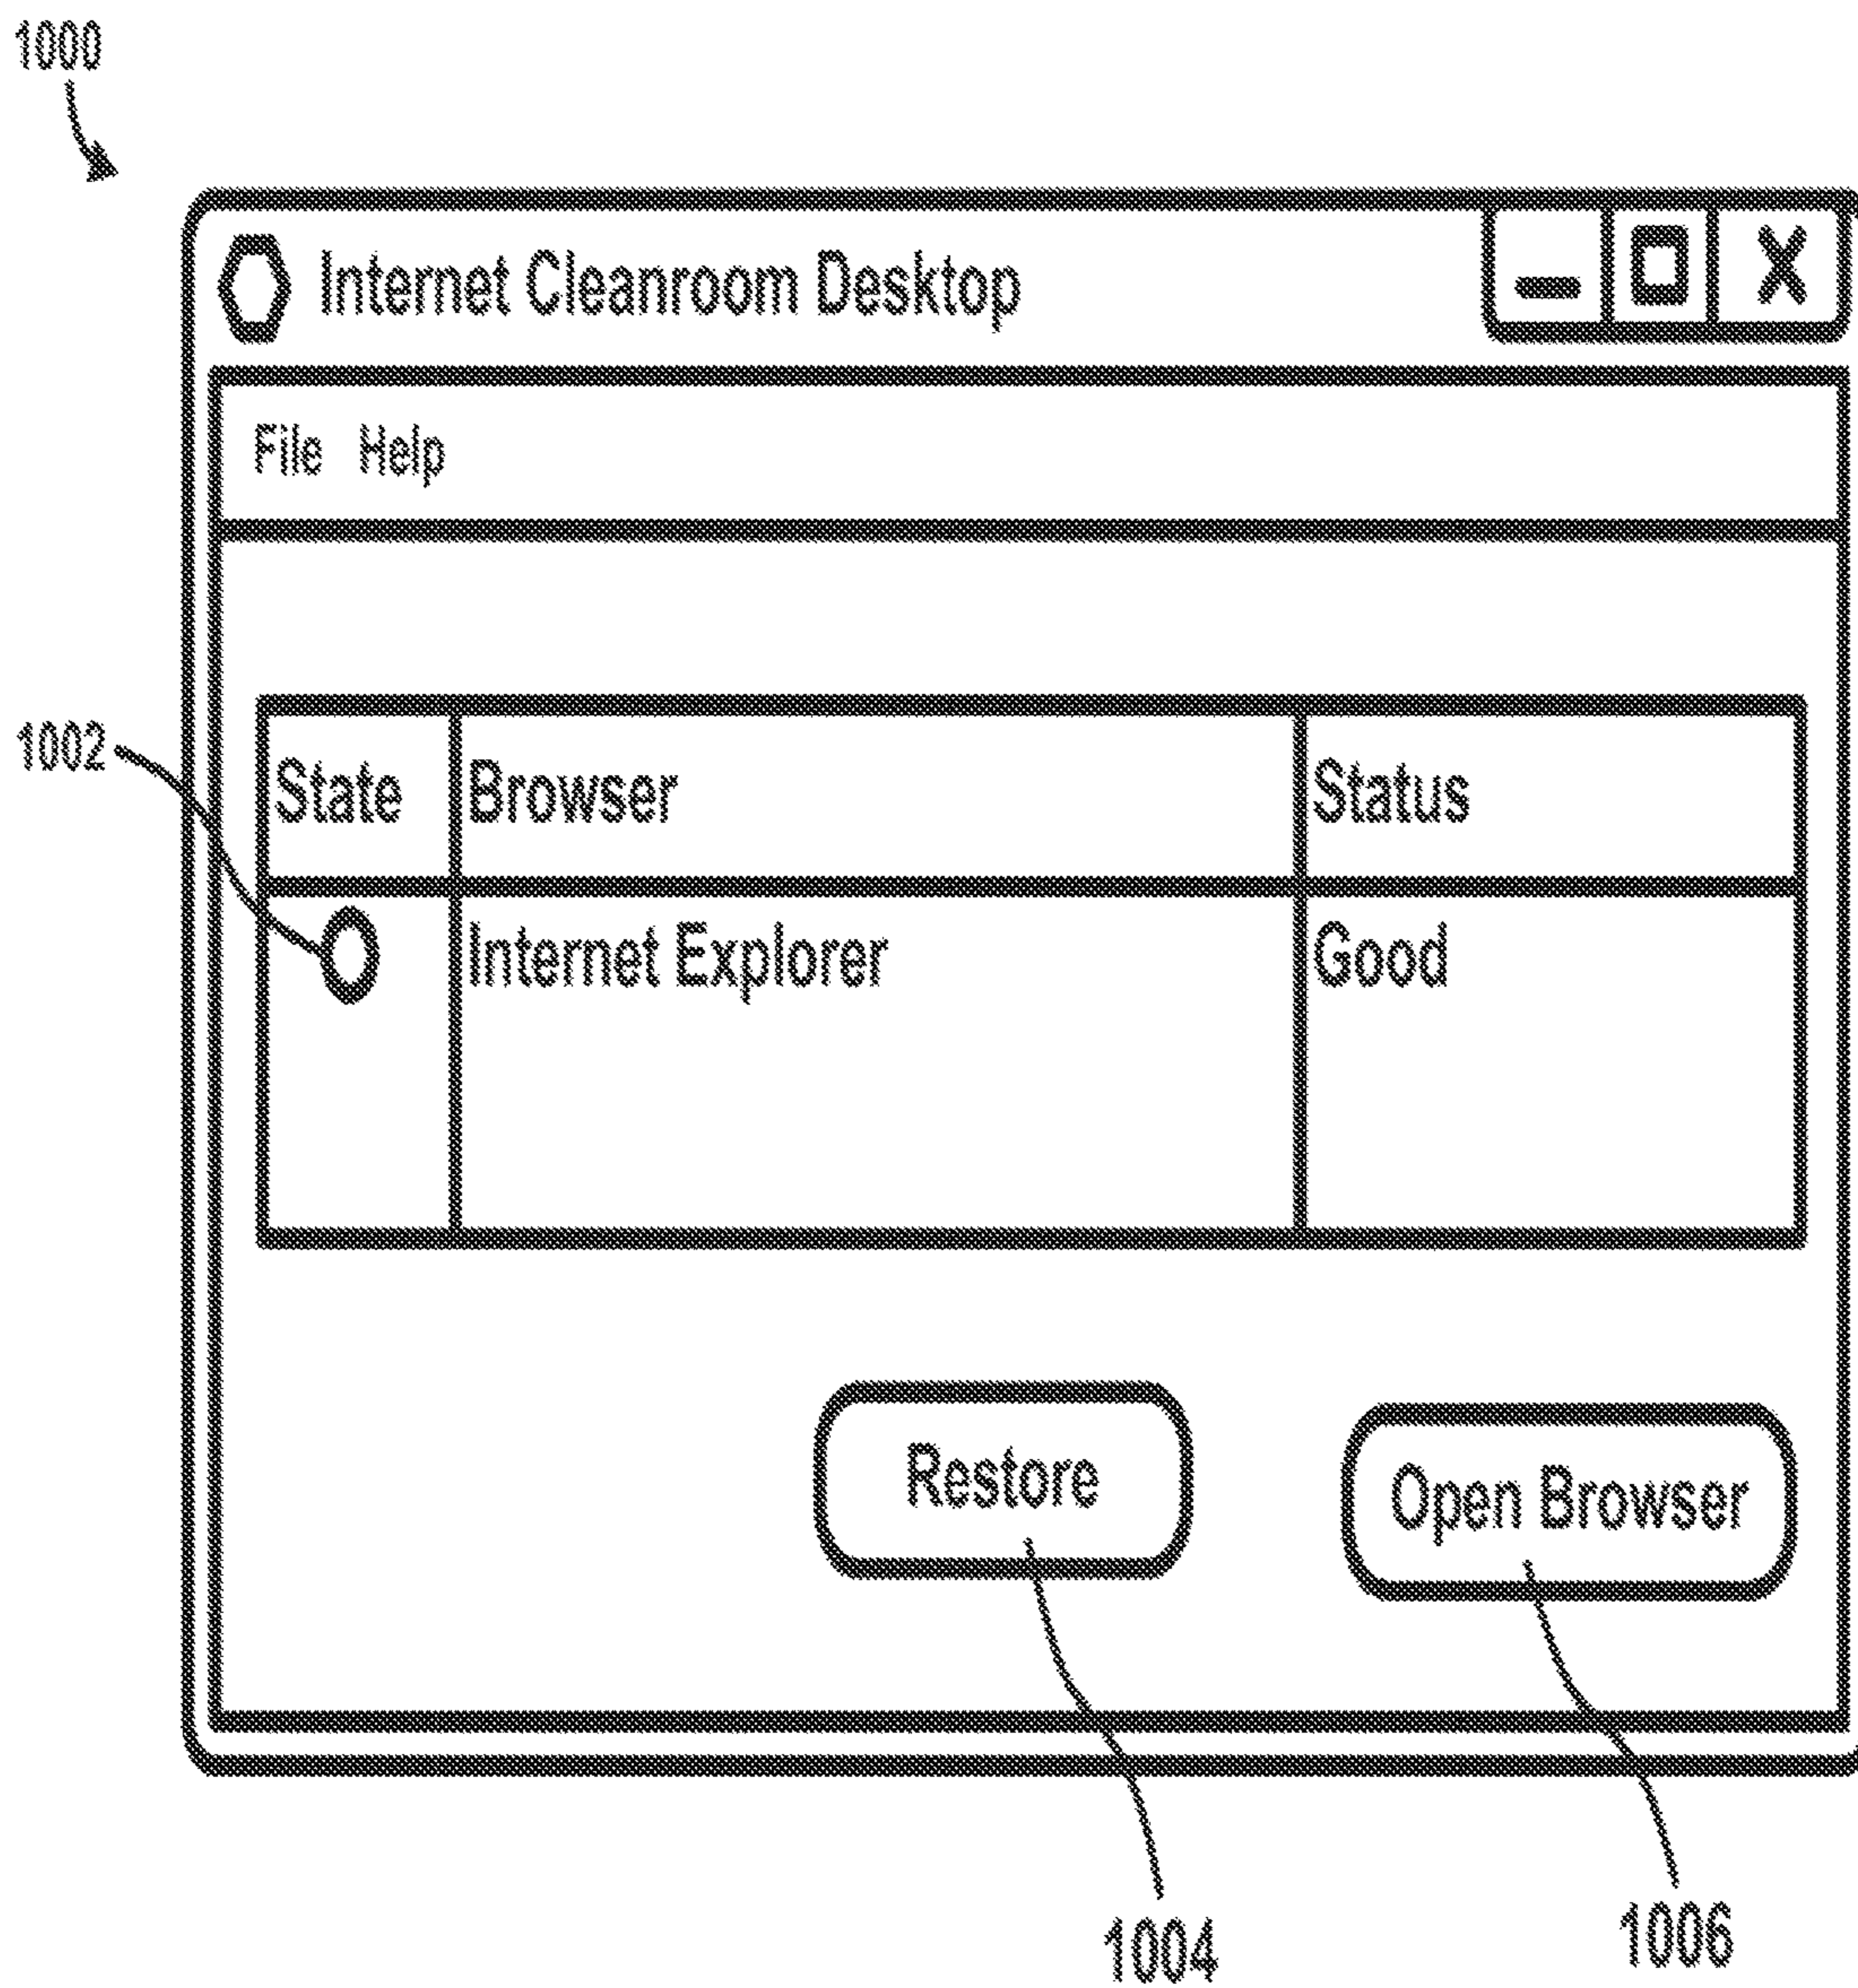 1000
Internet Cleanroom Desktop
File Help
1002
State Browser Status
Internet Explorer Good
Restore
Open Browser
1004
1006